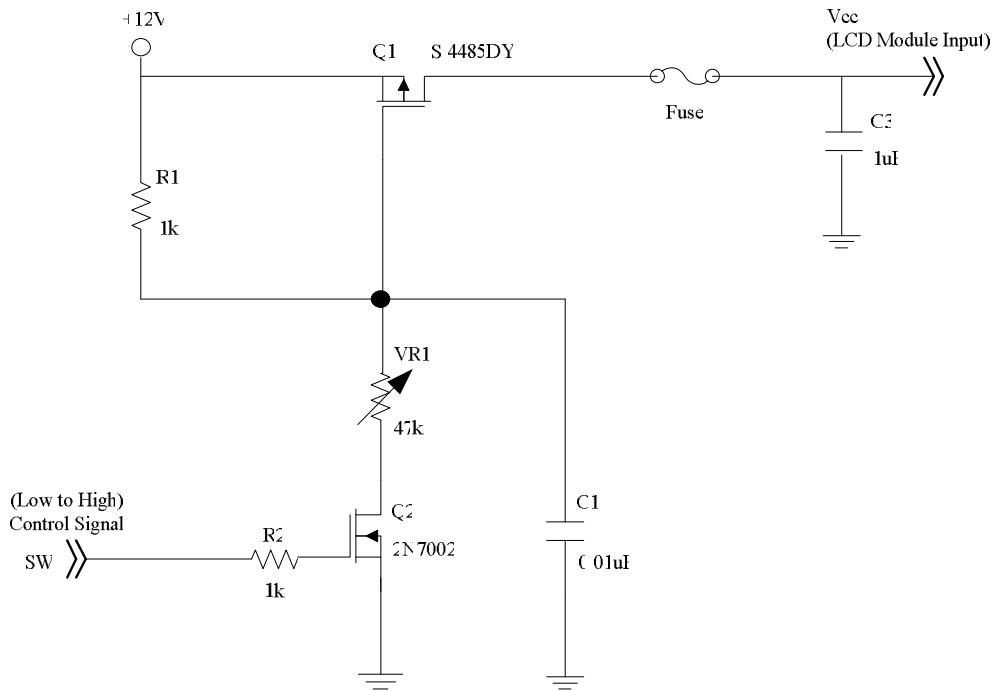 +12V
Q1
S 4485DY
Vcc
(LCD Module Input)
Fuse
C3
1uF
R1
1k
VR1
47k
(Low to High)
Control Signal
SW
R2
1k
Q2
2N7002
C1
0.01uF